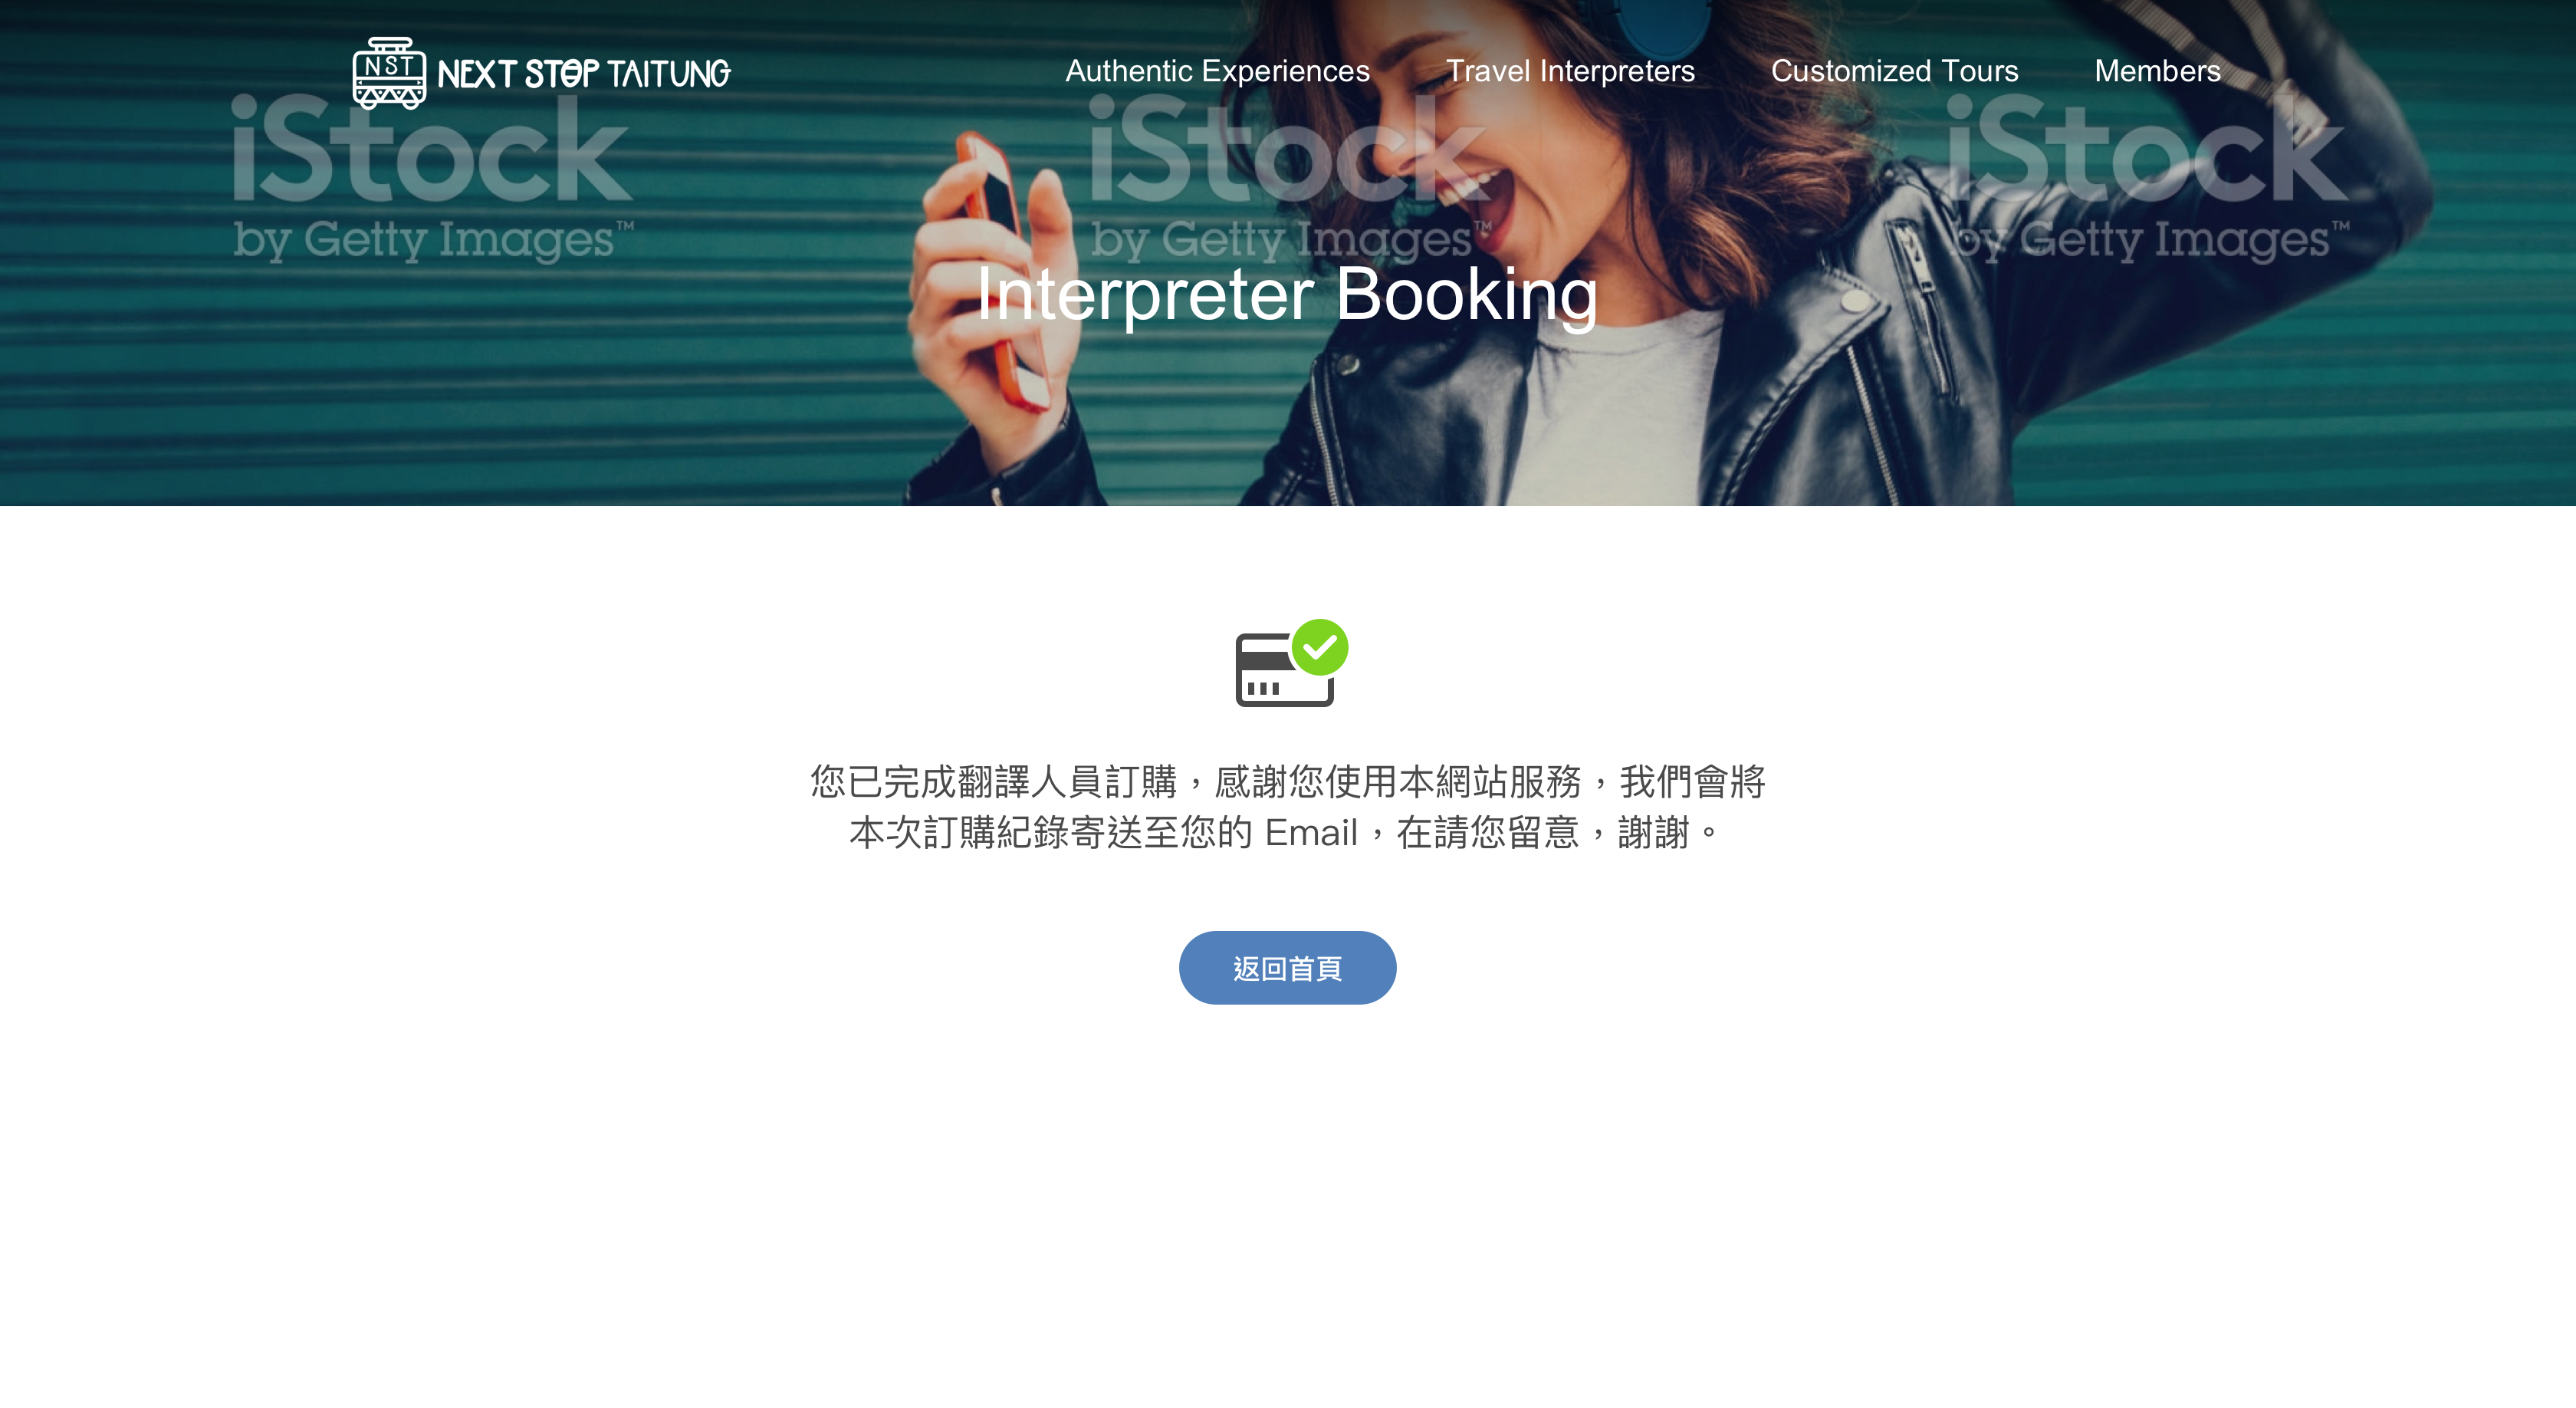 NST NEXT STOP TAITUNG
Authentic Experiences
Travel Interpreters
Customized Tours
Members
iStock
by Getty Images™
iStock
by Getty Images™
iStock
by Getty Images™
Interpreter Booking
您已完成翻譯人員訂購，感謝您使用本網站服務，我們會將
本次訂購紀錄寄送至您的 Email，在請您留意，謝謝。
返回首頁